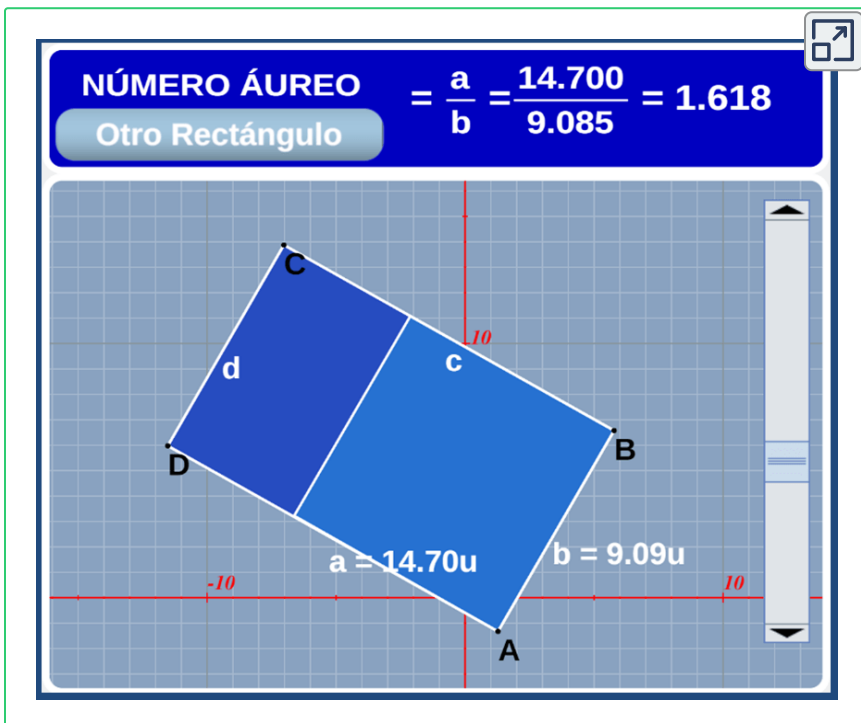 NÚMERO ÁUREO = a/b = 14.700/9.085 = 1.618
Otro Rectángulo
C
10
d
c
B
D
a = 14.70u
b = 9.09u
-10
10
A